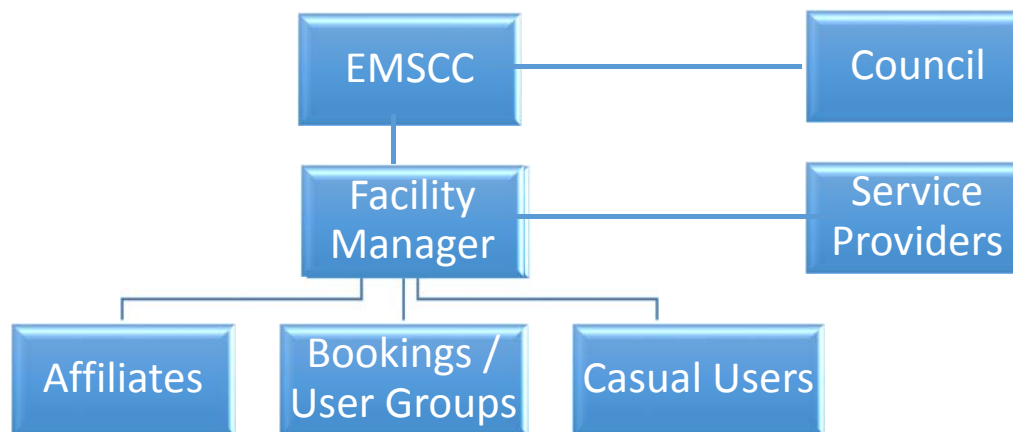 EMSCC
Council
Facility
Manager
Service
Providers
Affiliates
Bookings /
User Groups
Casual Users